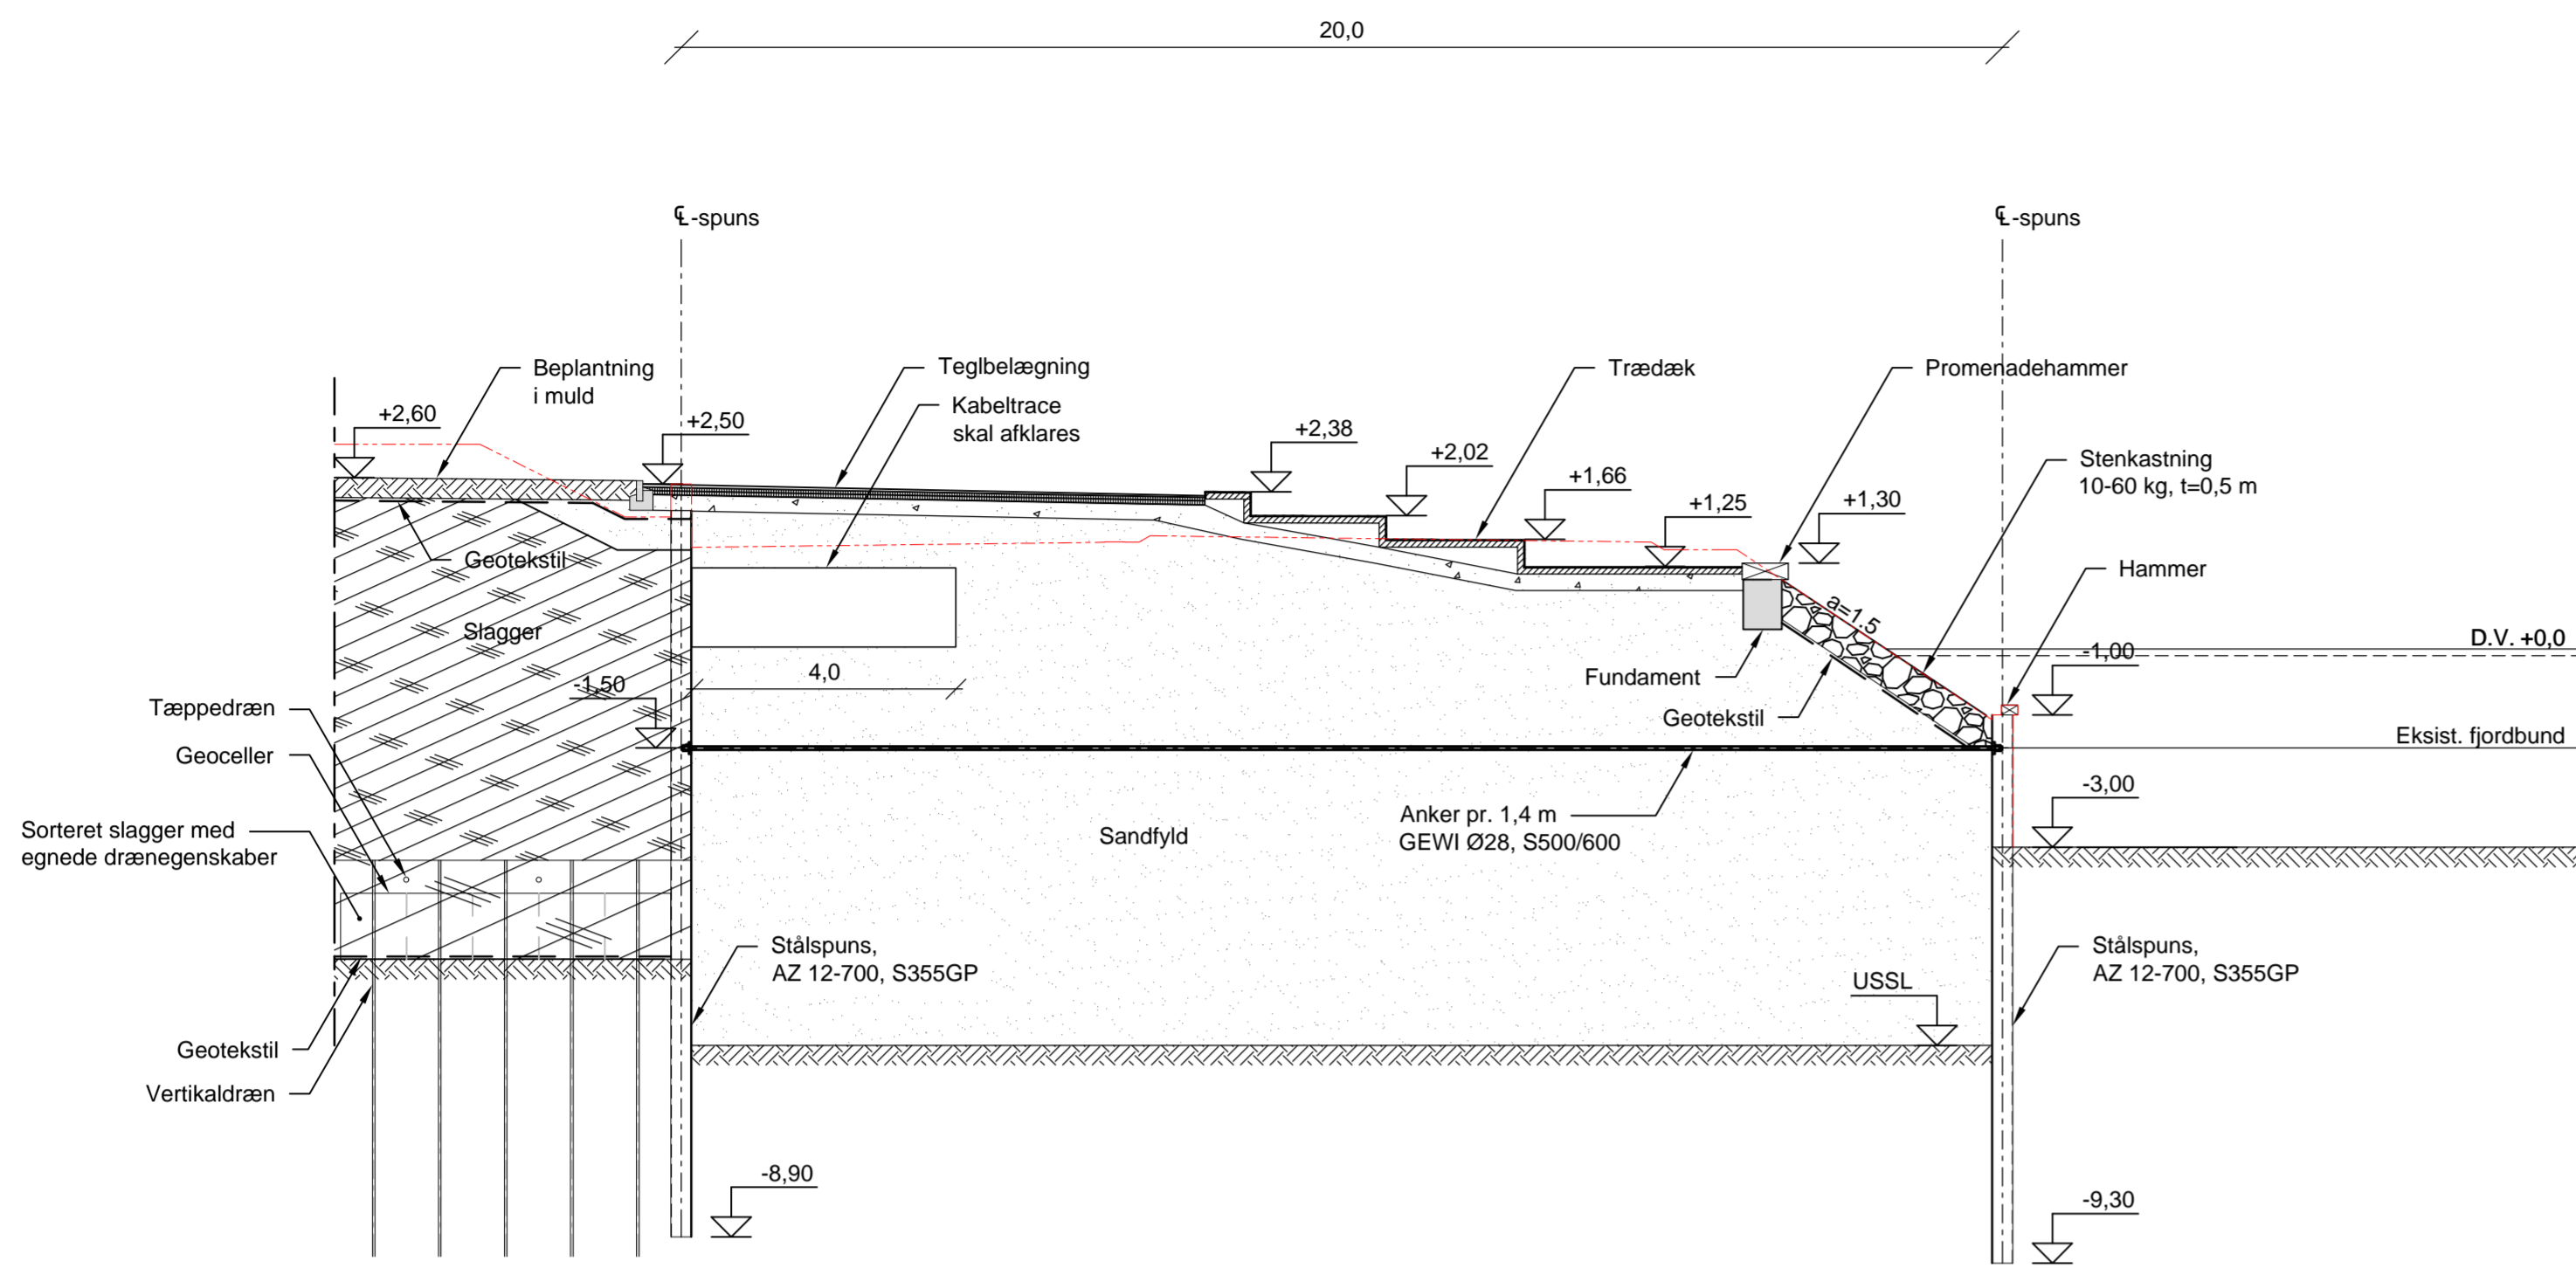 20,0
℄-spuns
℄-spuns
Beplantning
i muld
Teglbelægning
Kabeltrace
skal afklares
Trædæk
Promenadehammer
+2,60
+2,50
+2,38
+2,02
+1,66
+1,25
+1,30
Stenkastning
10-60 kg, t=0,5 m
Geotekstil
Hammer
a=1.5
Slagger
D.V. +0,0
-1,00
4,0
Fundament
-1,50
Tæppedræn
Geotekstil
Eksist. fjordbund
Geoceller
-3,00
Anker pr. 1,4 m
GEWI Ø28, S500/600
Sandfyld
Sorteret slagger med
egnede drænegenskaber
Stålspuns,
AZ 12-700, S355GP
Stålspuns,
AZ 12-700, S355GP
USSL
Geotekstil
Vertikaldræn
-8,90
-9,30